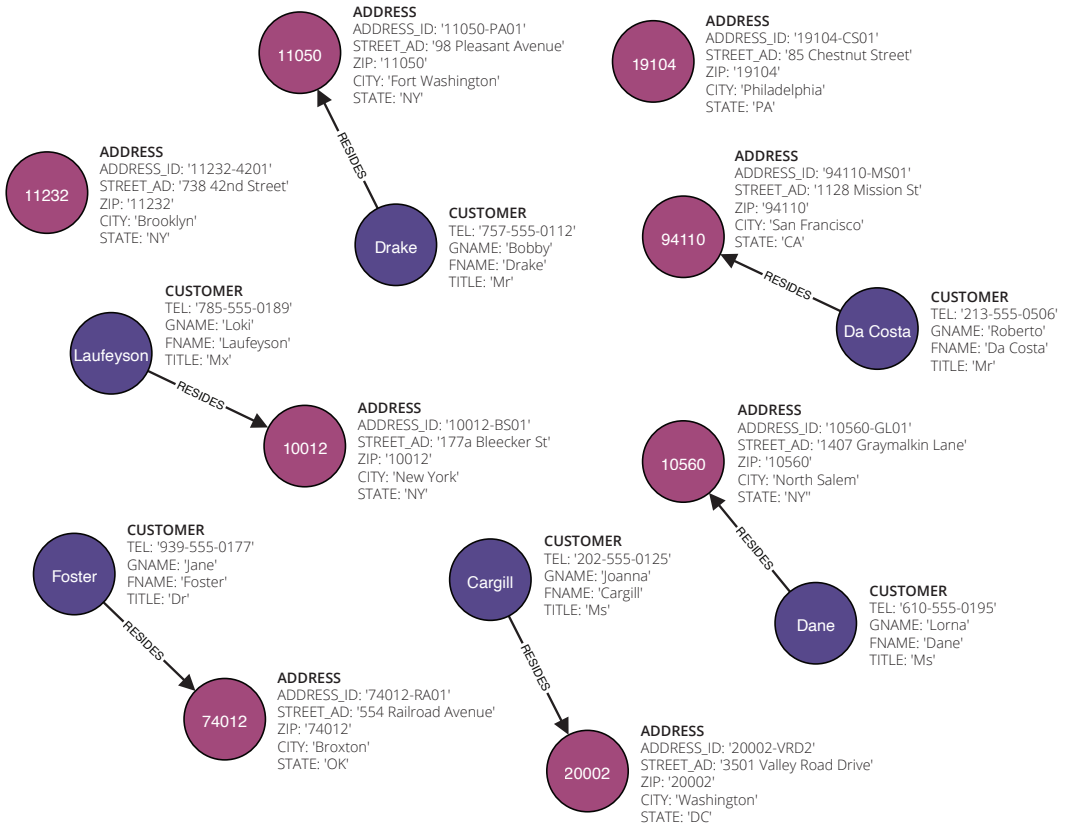 11050
ADDRESS
ADDRESS_ID: '11050-PA01'
STREET_AD: '98 Pleasant Avenue'
ZIP: '11050'
CITY: 'Fort Washington'
STATE: 'NY'
19104
ADDRESS
ADDRESS_ID: '19104-CS01'
STREET_AD: '85 Chestnut Street'
ZIP: '19104'
CITY: 'Philadelphia'
STATE: 'PA'
RESIDES
11232
ADDRESS
ADDRESS_ID: '11232-4201'
STREET_AD: '738 42nd Street'
ZIP: '11232'
CITY: 'Brooklyn'
STATE: 'NY'
94110
ADDRESS
ADDRESS_ID: '94110-MS01'
STREET_AD: '1128 Mission St'
ZIP: '94110'
CITY: 'San Francisco'
STATE: 'CA'
Drake
CUSTOMER
TEL: '757-555-0112'
GNAME: 'Bobby'
FNAME: 'Drake'
TITLE: 'Mr'
RESIDES
Laufeyson
CUSTOMER
TEL: '785-555-0189'
GNAME: 'Loki'
FNAME: 'Laufeyson'
TITLE: 'Mx'
Da Costa
CUSTOMER
TEL: '213-555-0506'
GNAME: 'Roberto'
FNAME: 'Da Costa'
TITLE: 'Mr'
RESIDES
10012
ADDRESS
ADDRESS_ID: '10012-BS01'
STREET_AD: '177a Bleecker St'
ZIP: '10012'
CITY: 'New York'
STATE: 'NY'
10560
ADDRESS
ADDRESS_ID: '10560-GL01'
STREET_AD: '1407 Graymalkin Lane'
ZIP: '10560'
CITY: 'North Salem'
STATE: 'NY"
Foster
CUSTOMER
TEL: '939-555-0177'
GNAME: 'Jane'
FNAME: 'Foster'
TITLE: 'Dr'
Cargill
CUSTOMER
TEL: '202-555-0125'
GNAME: 'Joanna'
FNAME: 'Cargill'
TITLE: 'Ms'
RESIDES
Dane
CUSTOMER
TEL: '610-555-0195'
GNAME: 'Lorna'
FNAME: 'Dane'
TITLE: 'Ms'
RESIDES
RESIDES
74012
ADDRESS
ADDRESS_ID: '74012-RA01'
STREET_AD: '554 Railroad Avenue'
ZIP: '74012'
CITY: 'Broxton'
STATE: 'OK'
20002
ADDRESS
ADDRESS_ID: '20002-VRD2'
STREET_AD: '3501 Valley Road Drive'
ZIP: '20002'
CITY: 'Washington'
STATE: 'DC'